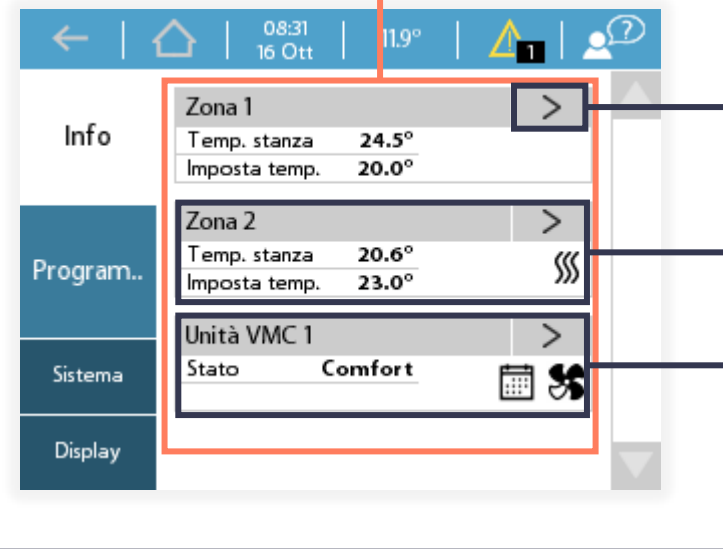 08:31
16 Ott
11.9°
1
?
Info
Program..
Sistema
Display
Zona 1
Temp. stanza 24.5°
Imposta temp. 20.0°
Zona 2
Temp. stanza 20.6°
Imposta temp. 23.0°
Unità VMC 1
Stato Comfort